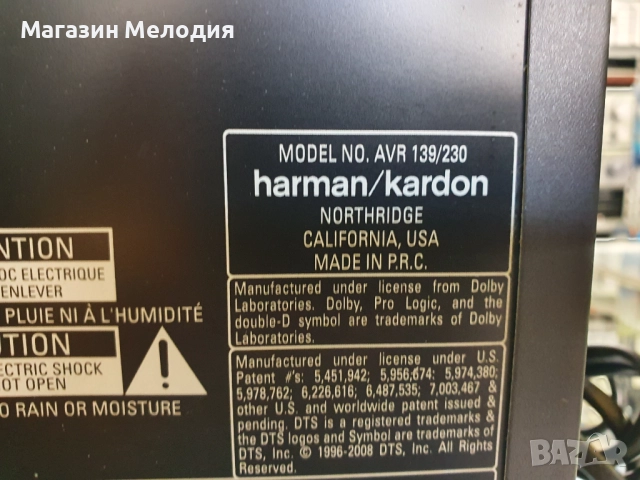 Магазин Мелодия
MODEL NO. AVR 139/230
harman/kardon
NORTHRIDGE
CALIFORNIA, USA
MADE IN P.R.C.
Manufactured under license from Dolby
Laboratories. Dolby, Pro Logic, and the
double-D symbol are trademarks of Dolby
Laboratories.
Manufactured under license under U.S.
Patent #'s: 5,451,942; 5,956,674; 5,974,380;
5,978,762; 6,226,616; 6,487,535; 7,003,467 &
other U.S. and worldwide patent issued &
pending. DTS is a registered trademark &
the DTS logos and Symbol are trademarks of
DTS, Inc. © 1996-2008 DTS, Inc. All Rights
Reserved.
NTION
OC ELECTRIQUE
ENLEVER
PLUIE NI À L'HUMIDITÉ
UTION
ECTRIC SHOCK
OT OPEN
O RAIN OR MOISTURE
BAZAR
bg